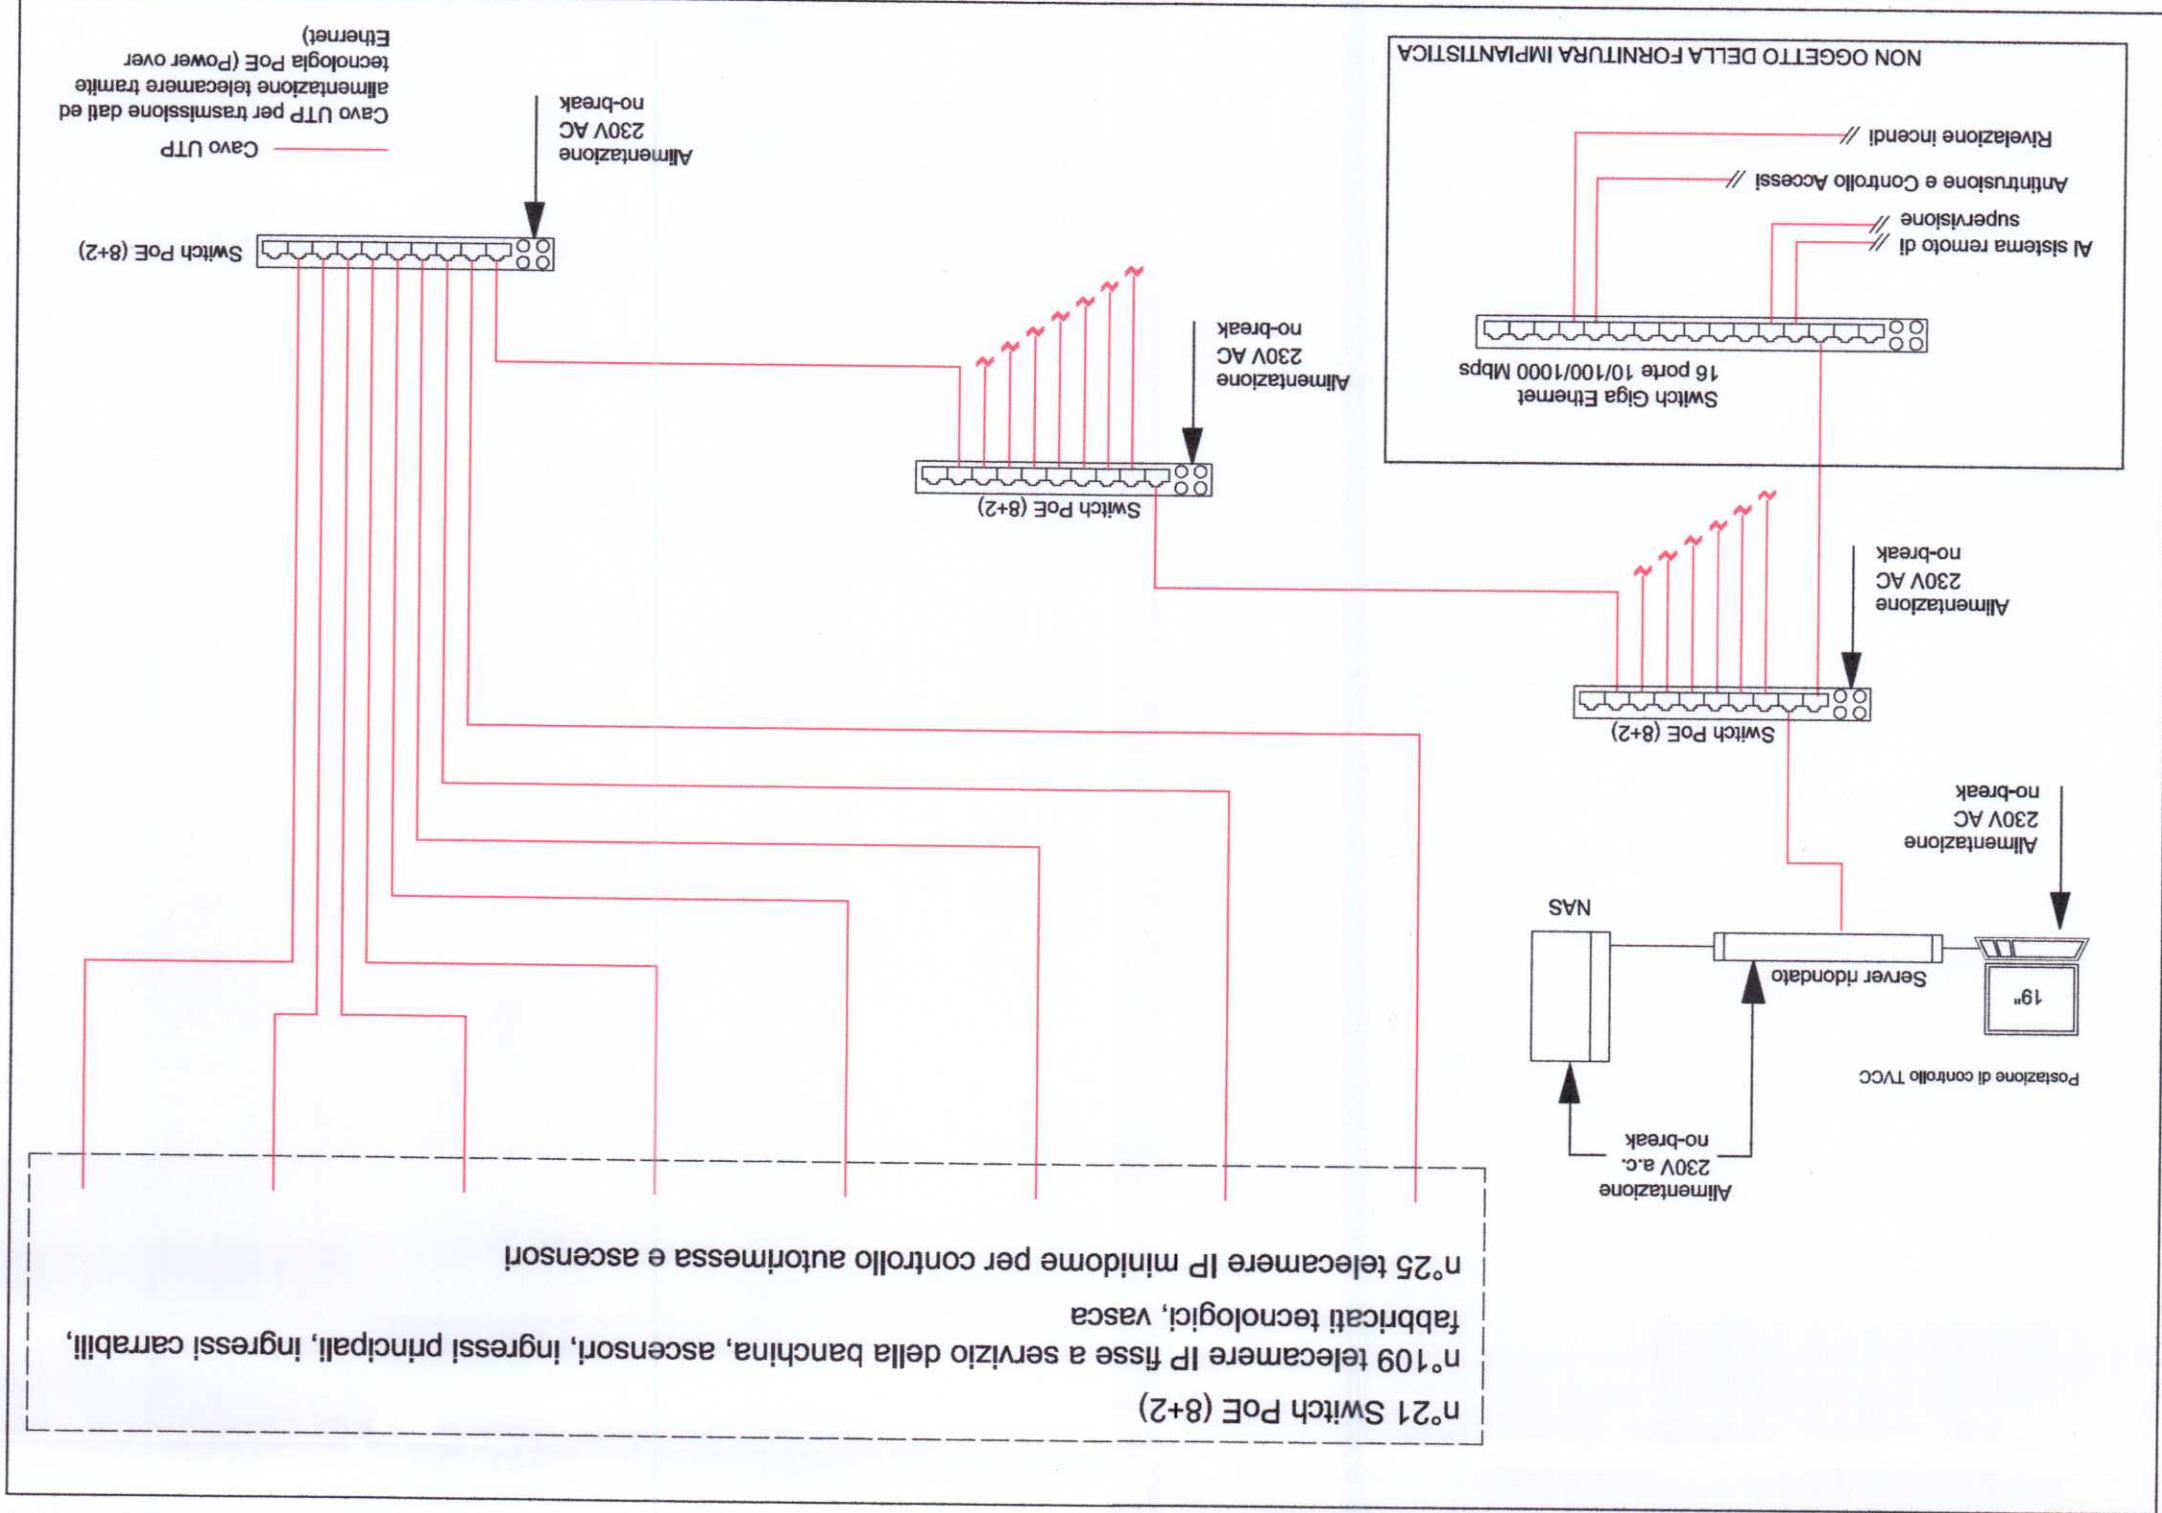 n°21 Switch PoE (8+2)
n°109 telecamere IP fisse a servizio della banchina, ascensori, ingressi principali, ingressi carrabili,
fabbricati tecnologici, vasca
n°25 telecamere IP minidome per controllo autorimessa e ascensori
Alimentazione
230V a.c.
no-break
Postazione di controllo TVCC
19"
Server ridondato
NAS
Alimentazione
230V AC
no-break
Switch PoE (8+2)
Alimentazione
230V AC
no-break
Switch PoE (8+2)
Alimentazione
230V AC
no-break
Switch Giga Ethernet
16 porte 10/100/1000 Mbps
Al sistema remoto di
supervisione
Antintrusione e Controllo Accessi
Rivelazione incendi
NON OGGETTO DELLA FORNITURA IMPIANTISTICA
Switch PoE (8+2)
Alimentazione
230V AC
no-break
Cavo UTP
Cavo UTP per trasmissione dati ed
alimentazione telecamere tramite
tecnologia PoE (Power over
Ethernet)